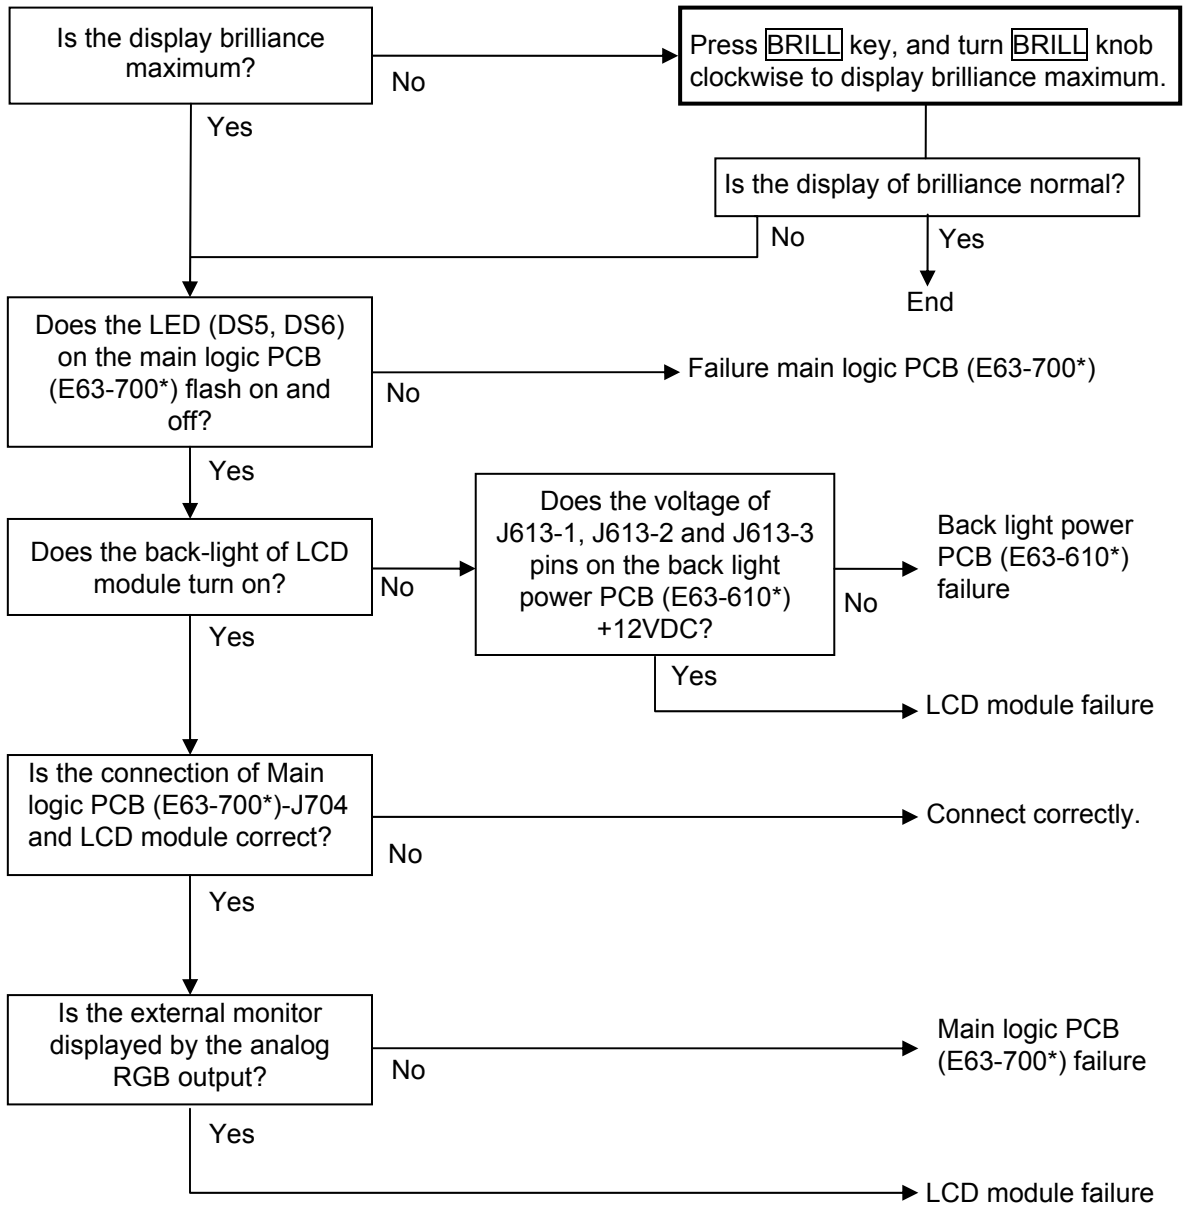 Is the display brilliance
maximum?
No
Press BRILL key, and turn BRILL knob
clockwise to display brilliance maximum.
Yes
Is the display of brilliance normal?
No
Yes
End
Does the LED (DS5, DS6)
on the main logic PCB
(E63-700*) flash on and
off?
No
Failure main logic PCB (E63-700*)
Yes
Does the back-light of LCD
module turn on?
No
Does the voltage of
J613-1, J613-2 and J613-3
pins on the back light
power PCB (E63-610*)
+12VDC?
No
Back light power
PCB (E63-610*)
failure
Yes
LCD module failure
Yes
Is the connection of Main
logic PCB (E63-700*)-J704
and LCD module correct?
No
Connect correctly.
Yes
Is the external monitor
displayed by the analog
RGB output?
No
Main logic PCB
(E63-700*) failure
Yes
LCD module failure